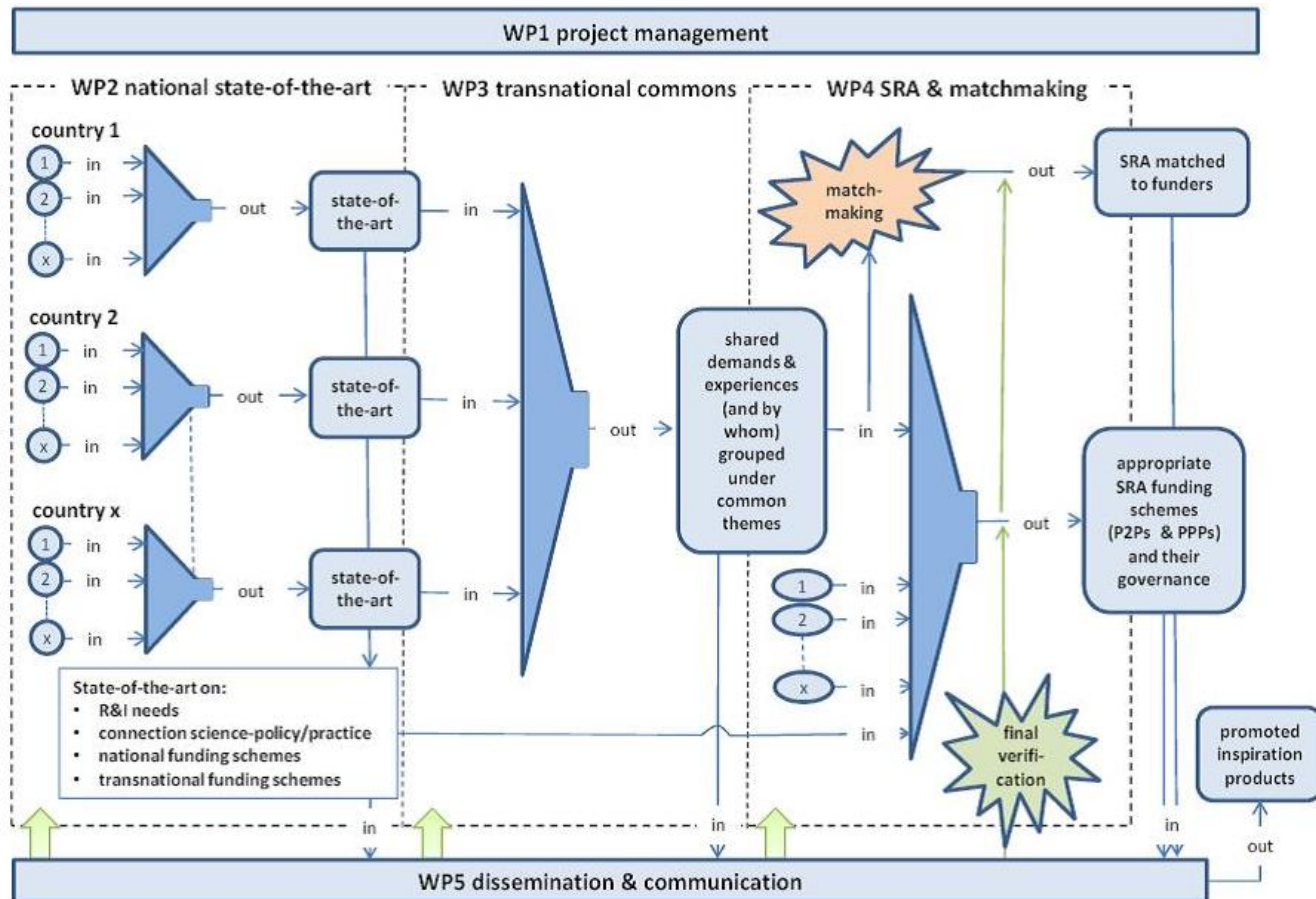 WP1 project management
WP2 national state-of-the-art
WP3 transnational commons
WP4 SRA & matchmaking
country 1
1
in
2
in
x
in
out
state-of-
the-art
in
country 2
1
in
2
in
x
in
out
state-of-
the-art
in
country x
1
in
2
in
x
in
out
state-of-
the-art
in
State-of-the-art on:
• R&I needs
• connection science-policy/practice
• national funding schemes
• transnational funding schemes
in
out
shared
demands &
experiences
(and by
whom)
grouped
under
common
themes
in
match-
making
out
SRA matched
to funders
in
1
in
2
in
x
in
in
out
appropriate
SRA funding
schemes
(P2Ps & PPPs)
and their
governance
final
verifi-
cation
in
promoted
inspiration
products
out
WP5 dissemination & communication